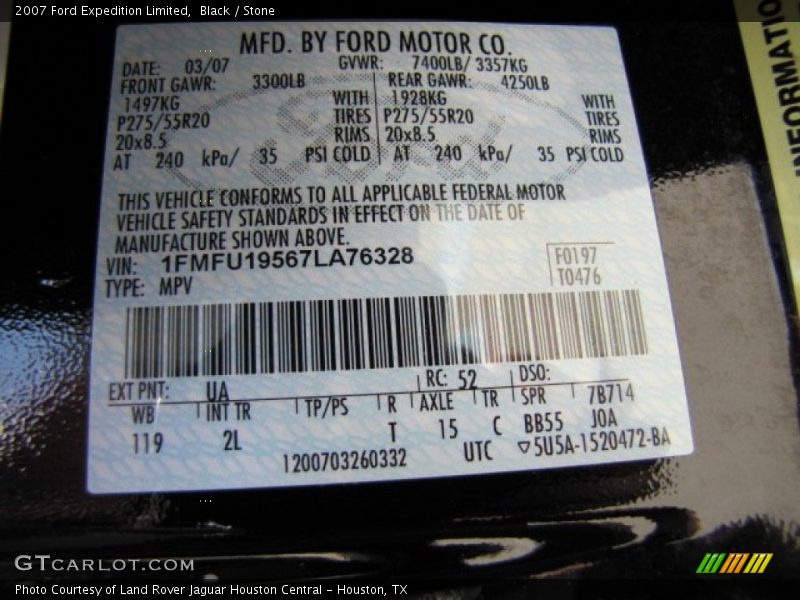 2007 Ford Expedition Limited, Black / Stone
MFD. BY FORD MOTOR CO.
DATE: 03/07 GVWR: 7400LB/ 3357KG
FRONT GAWR: 3300LB REAR GAWR: 4250LB
1497KG WITH 1928KG WITH
P275/55R20 TIRES P275/55R20 TIRES
20x8.5 RIMS 20x8.5 RIMS
AT 240 kPa/ 35 PSI COLD AT 240 kPa/ 35 PSI COLD
Ford
THIS VEHICLE CONFORMS TO ALL APPLICABLE FEDERAL MOTOR
VEHICLE SAFETY STANDARDS IN EFFECT ON THE DATE OF
MANUFACTURE SHOWN ABOVE.
VIN: 1FMFU19567LA76328 F0197
TYPE: MPV T0476
EXT PNT: UA RC: 52 DSO:
WB INT TR TP/PS R AXLE TR SPR 7B714
119 2L T 15 C BB55 J0A
1200703260332 UTC ▽5U5A-1520472-BA
INFORMATIO
GTCARLOT.COM
Photo Courtesy of Land Rover Jaguar Houston Central - Houston, TX